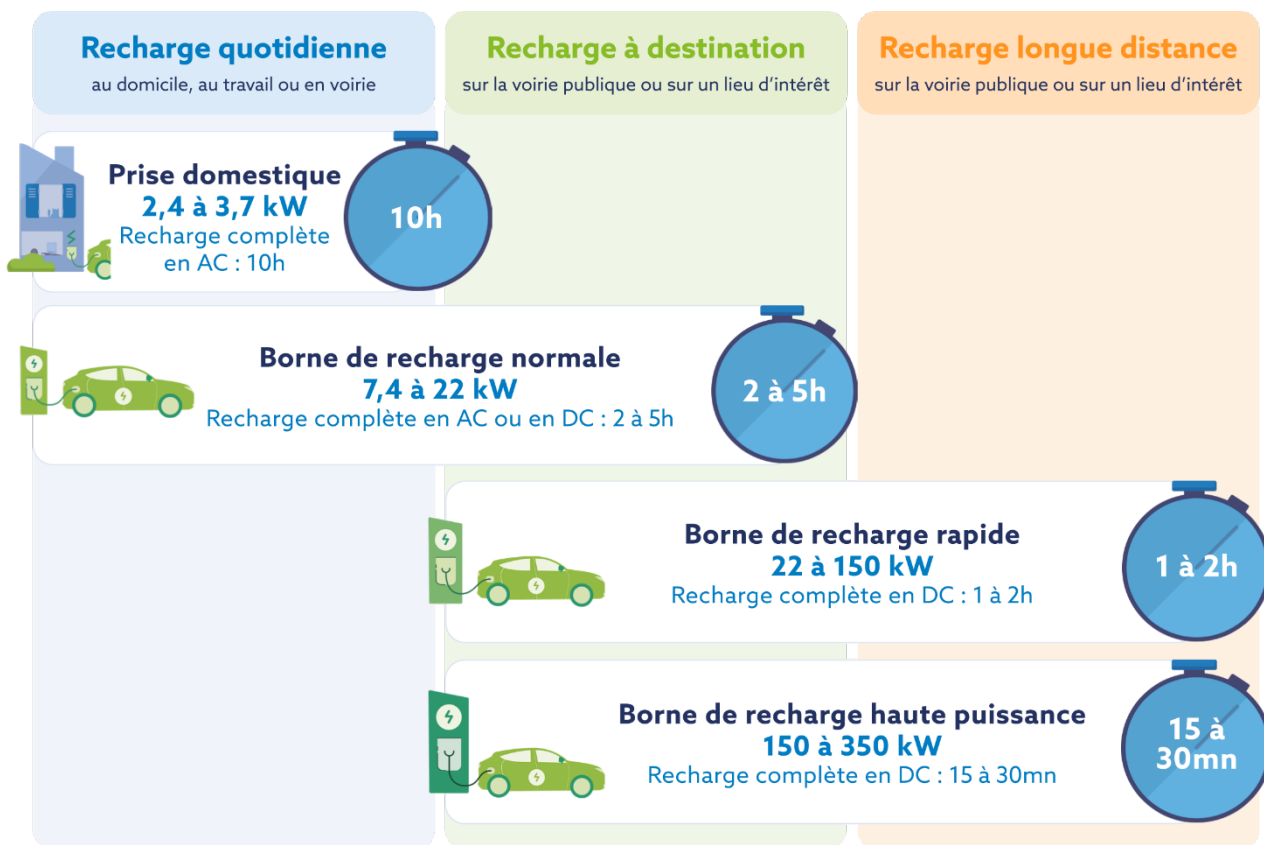 Recharge quotidienne
au domicile, au travail ou en voirie
Recharge à destination
sur la voirie publique ou sur un lieu d'intérêt
Recharge longue distance
sur la voirie publique ou sur un lieu d'intérêt
Prise domestique
2,4 à 3,7 kW
Recharge complète
en AC : 10h
10h
Borne de recharge normale
7,4 à 22 kW
Recharge complète en AC ou en DC : 2 à 5h
2 à 5h
Borne de recharge rapide
22 à 150 kW
Recharge complète en DC : 1 à 2h
1 à 2h
Borne de recharge haute puissance
150 à 350 kW
Recharge complète en DC : 15 à 30mn
15 à
30mn